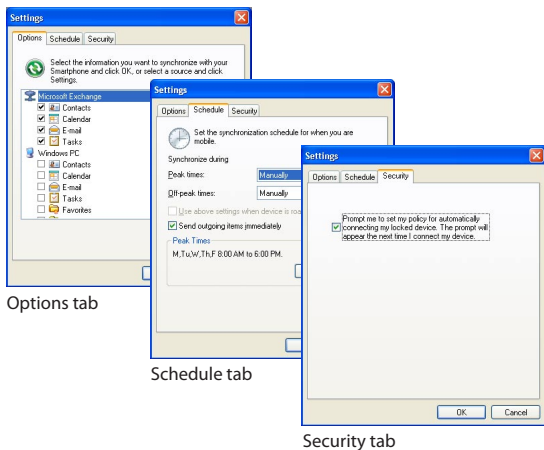 Settings
Options Schedule Security
Select the information you want to synchronize with your
Smartphone and click OK, or select a source and click
Settings.
Microsoft Exchange
Contacts
Calendar
E-mail
Tasks
Windows PC
Contacts
Calendar
E-mail
Tasks
Favorites
Options tab
Settings
Options Schedule Security
Set the synchronization schedule for when you are
mobile.
Synchronize during
Peak times: Manually
Off-peak times: Manually
Use above settings when device is
Send outgoing items immediately
Peak Times
M,Tu,W,Th,F 8:00 AM to 6:00 PM.
Schedule tab
Settings
Options Schedule Security
Prompt me to set my policy for automatically
connecting my locked device. The prompt will
appear the next time I connect my device.
OK Cancel
Security tab